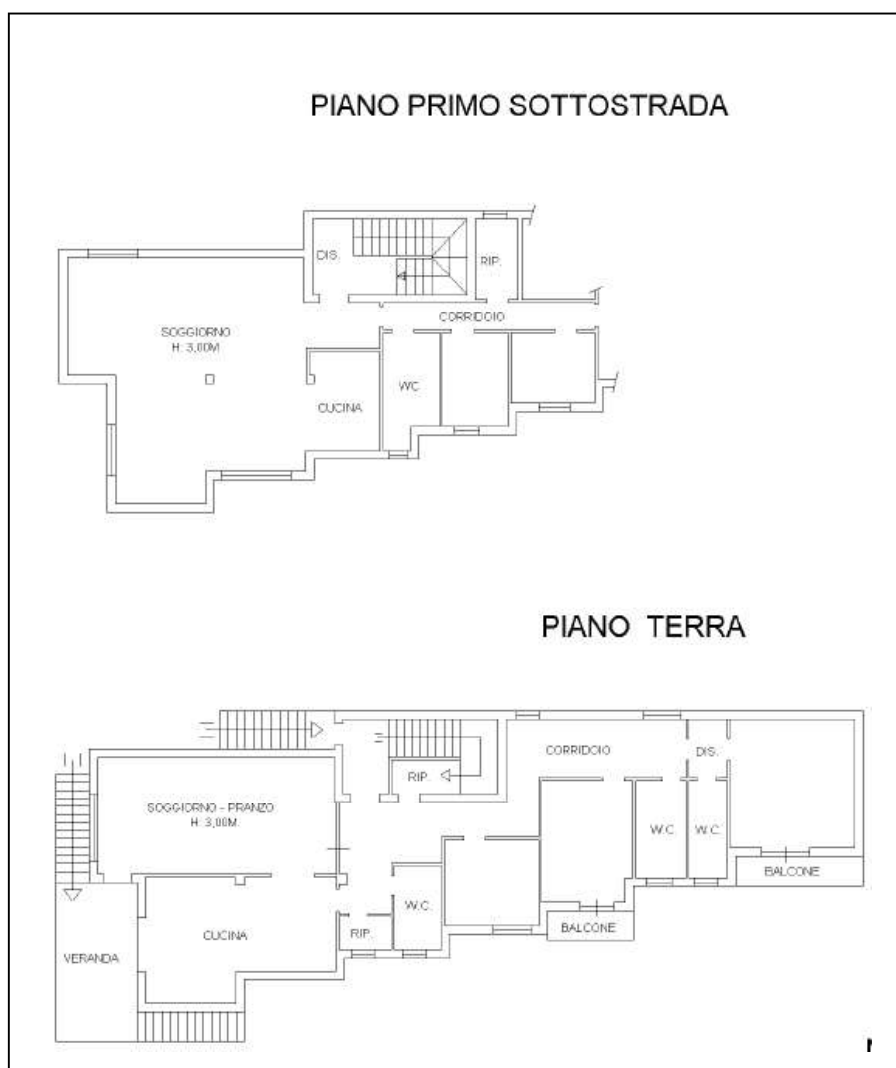 PIANO PRIMO SOTTOSTRADA
DIS.
RIP.
CORRIDOIO
SOGGIORNO
H: 3,00M
CUCINA
WC
PIANO TERRA
CORRIDOIO
DIS.
RIP.
SOGGIORNO - PRANZO
H: 3,00M.
W.C
W.C.
BALCONE
W.C.
RIP.
BALCONE
CUCINA
VERANDA